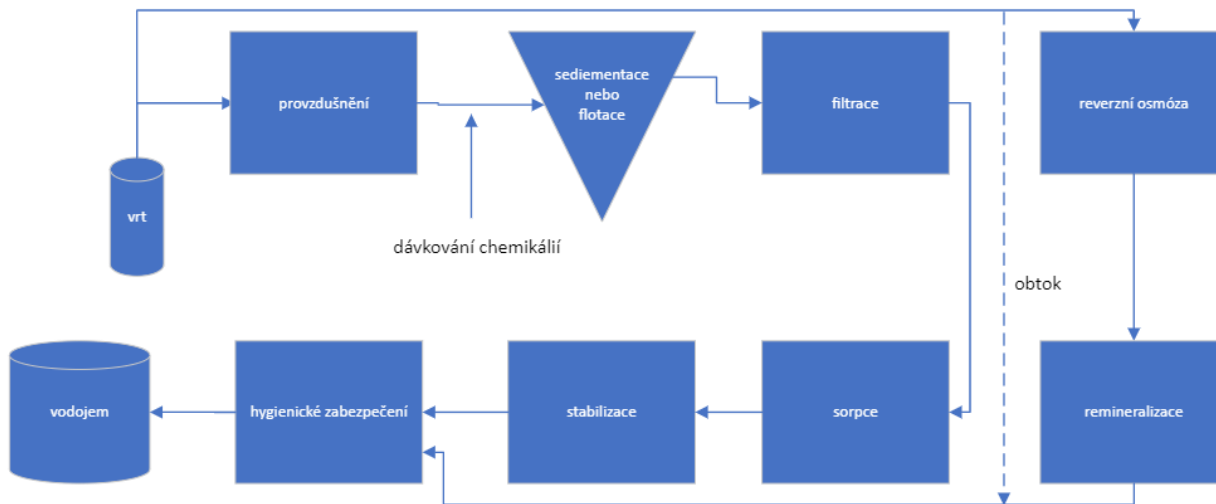 provzdušnění
sediementace
nebo
flotace
filtrace
reverzní osmóza
vrt
dávkování chemikálií
obtok
vodojem
hygienické zabezpečení
stabilizace
sorpce
remineralizace